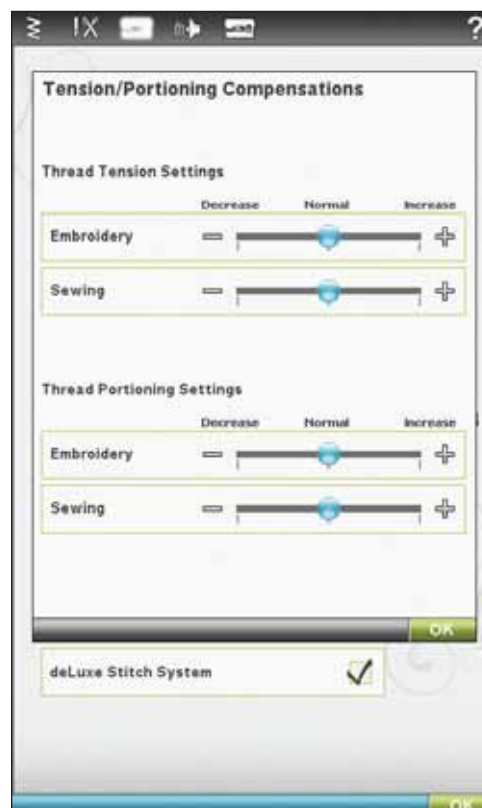 ?
Tension/Portioning Compensations
Thread Tension Settings
Decrease Normal Increase
Embroidery
Sewing
Thread Portioning Settings
Decrease Normal Increase
Embroidery
Sewing
OK
deLuxe Stitch System
OK